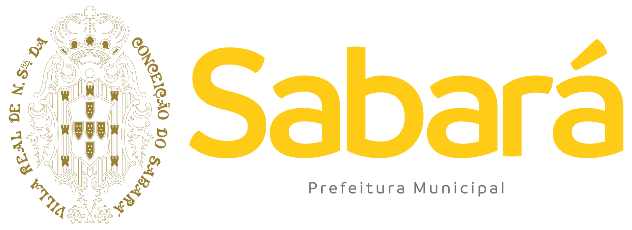 VILLA REAL DE N. Sra. DA CONCEIÇÃO DO SABARÁ
Sabará
Prefeitura Municipal